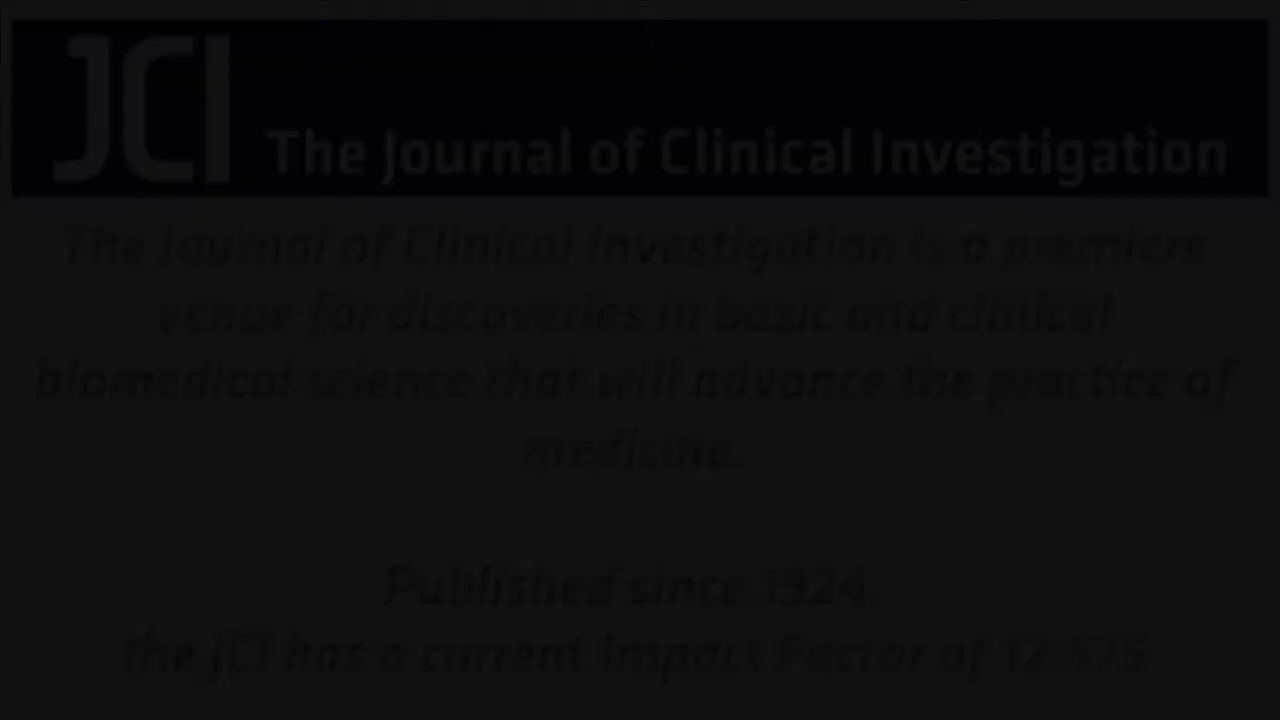 JCI
The Journal of Clinical Investigation
The Journal of Clinical Investigation is a premiere
venue for discoveries in basic and clinical
biomedical science that will advance the practice of
medicine.
Published since 1924,
the JCI has a current Impact Factor of 12.575